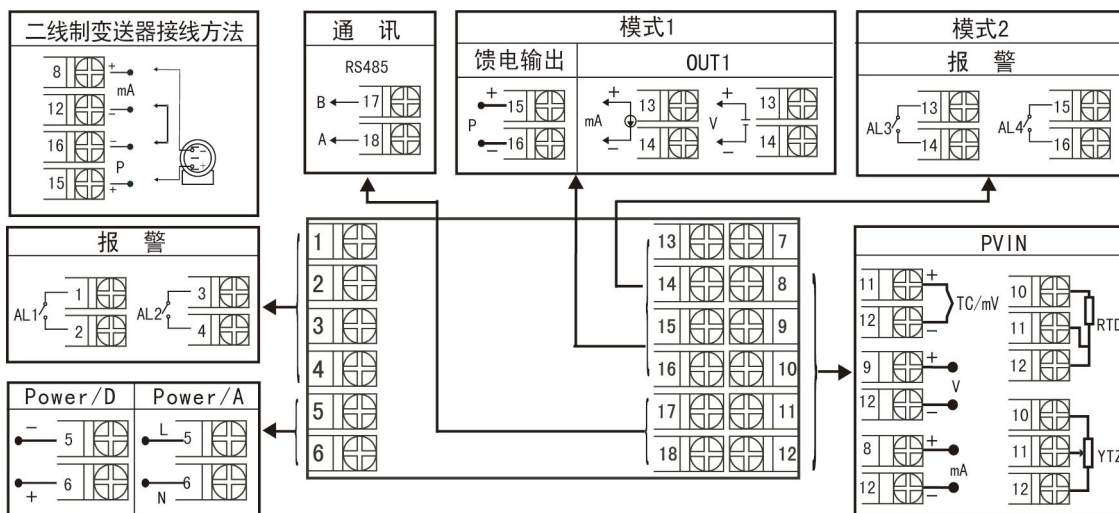 二线制变送器接线方法
8 + mA
12 -
16 - P
15 +
- +
通 讯
RS485
B 17
A 18
模式1
馈电输出 OUT1
+ 15 P
- 16
+ 13 mA
- 14
+ 13 V
- 14
模式2
报 警
13 AL3 14
15 AL4 16
报 警
1 AL1 2
3 AL2 4
Power/D Power/A
- 5 L 5
+ 6 N 6
1 13 7
2 14 8
3 15 9
4 16 10
5 17 11
6 18 12
PVIN
11 + TC/mV
12 -
9 + V
12 -
8 + mA
12 -
10
11 RTD
12
10
11 YTZ
12